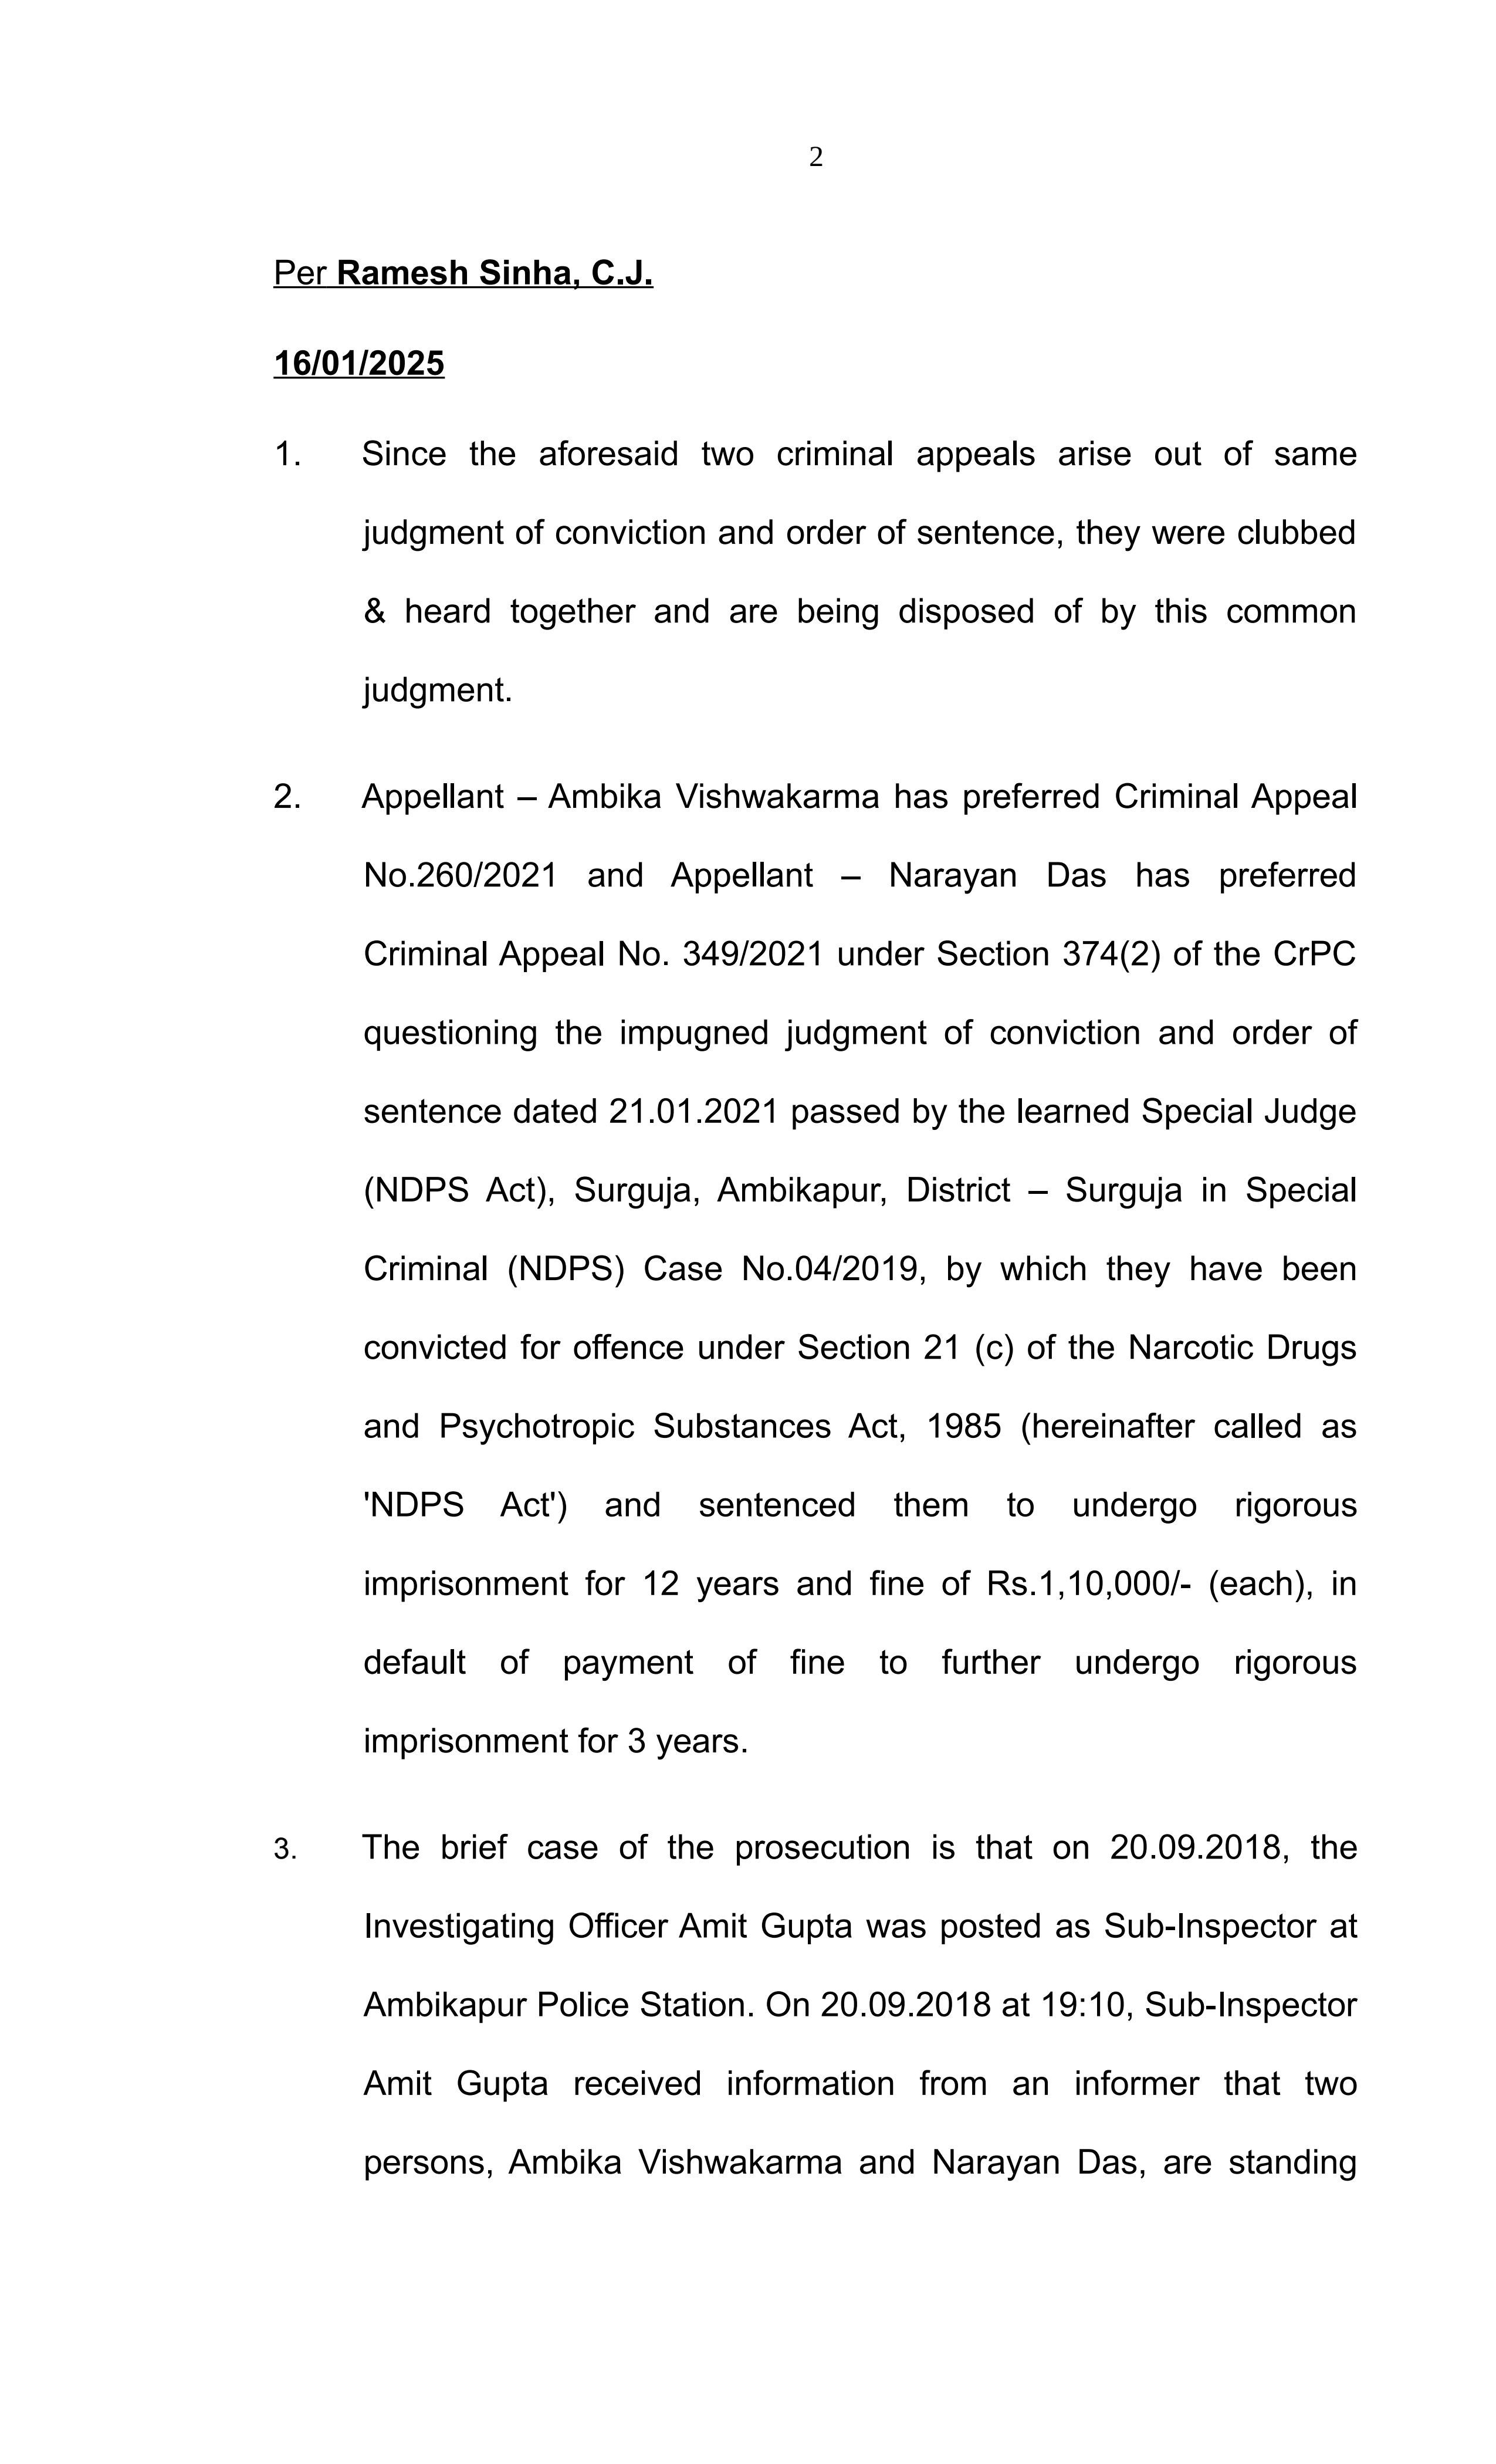 2
Per Ramesh Sinha, C.J.
16/01/2025
1. Since the aforesaid two criminal appeals arise out of same
judgment of conviction and order of sentence, they were clubbed
& heard together and are being disposed of by this common
judgment.
2. Appellant – Ambika Vishwakarma has preferred Criminal Appeal
No.260/2021 and Appellant – Narayan Das has preferred
Criminal Appeal No. 349/2021 under Section 374(2) of the CrPC
questioning the impugned judgment of conviction and order of
sentence dated 21.01.2021 passed by the learned Special Judge
(NDPS Act), Surguja, Ambikapur, District – Surguja in Special
Criminal (NDPS) Case No.04/2019, by which they have been
convicted for offence under Section 21 (c) of the Narcotic Drugs
and Psychotropic Substances Act, 1985 (hereinafter called as
'NDPS Act') and sentenced them to undergo rigorous
imprisonment for 12 years and fine of Rs.1,10,000/- (each), in
default of payment of fine to further undergo rigorous
imprisonment for 3 years.
3. The brief case of the prosecution is that on 20.09.2018, the
Investigating Officer Amit Gupta was posted as Sub-Inspector at
Ambikapur Police Station. On 20.09.2018 at 19:10, Sub-Inspector
Amit Gupta received information from an informer that two
persons, Ambika Vishwakarma and Narayan Das, are standing